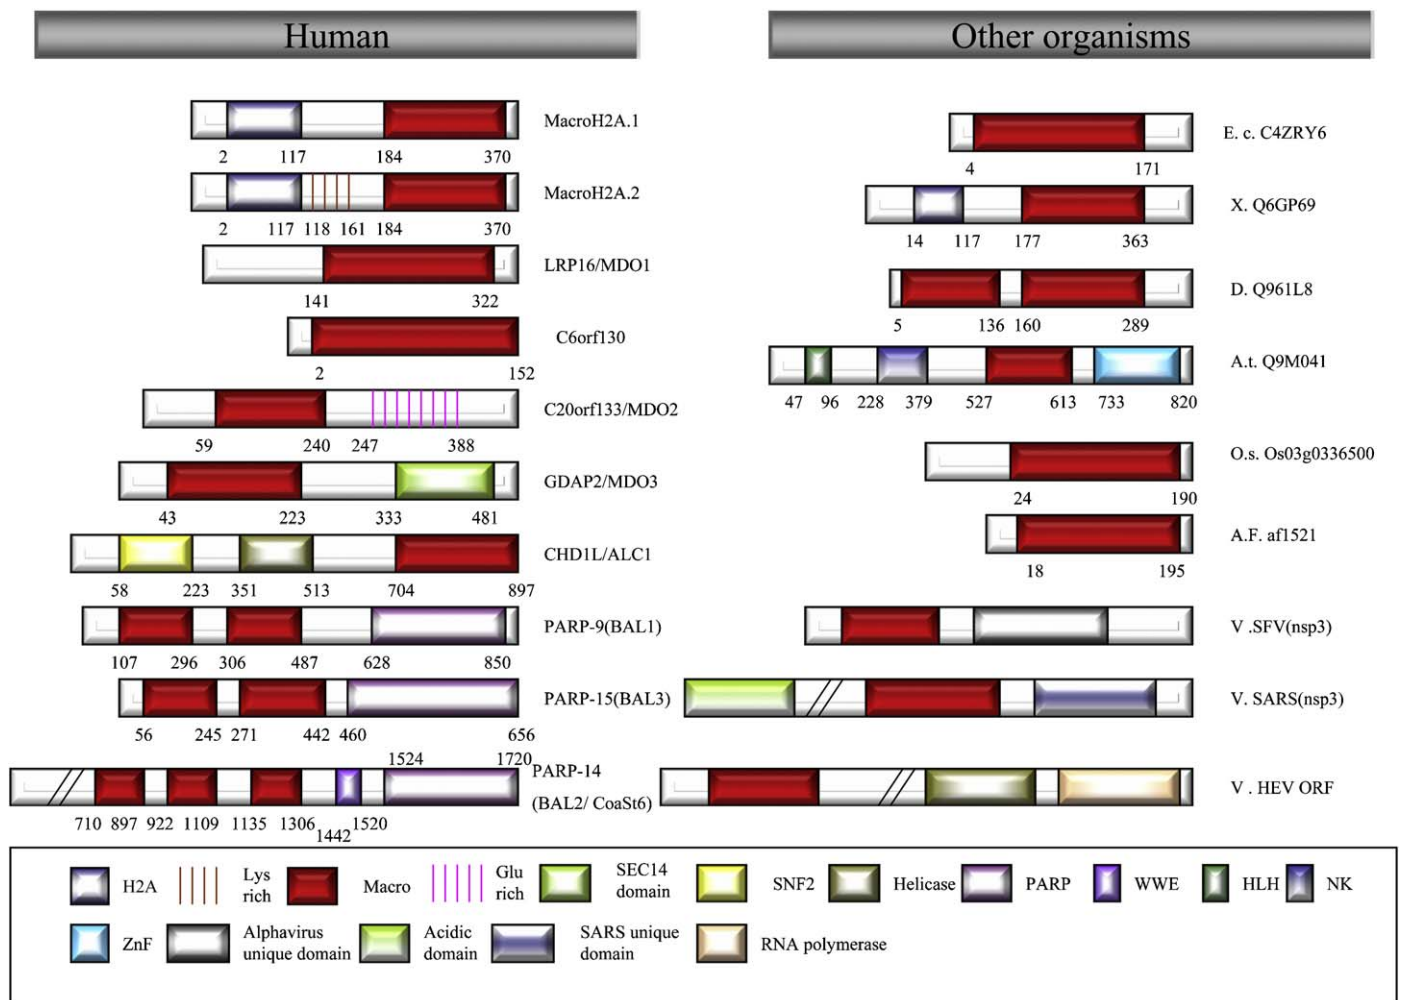 Human
MacroH2A.1
2 117 184 370
MacroH2A.2
2 117 118 161 184 370
LRP16/MDO1
141 322
C6orf130
2 152
C20orf133/MDO2
59 240 247 388
GDAP2/MDO3
43 223 333 481
CHD1L/ALC1
58 223 351 513 704 897
PARP-9(BAL1)
107 296 306 487 628 850
PARP-15(BAL3)
56 245 271 442 460 656
1524 1720
PARP-14
(BAL2/ CoaSt6)
710 897 922 1109 1135 1306 1442 1520
Other organisms
E. c. C4ZRY6
4 171
X. Q6GP69
14 117 177 363
D. Q961L8
5 136 160 289
A.t. Q9M041
47 96 228 379 527 613 733 820
O.s. Os03g0336500
24 190
A.F. af1521
18 195
V .SFV(nsp3)
V. SARS(nsp3)
V . HEV ORF
H2A
Lys
rich
Macro
Glu
rich
SEC14
domain
SNF2
Helicase
PARP
WWE
HLH
NK
ZnF
Alphavirus
unique domain
Acidic
domain
SARS unique
domain
RNA polymerase